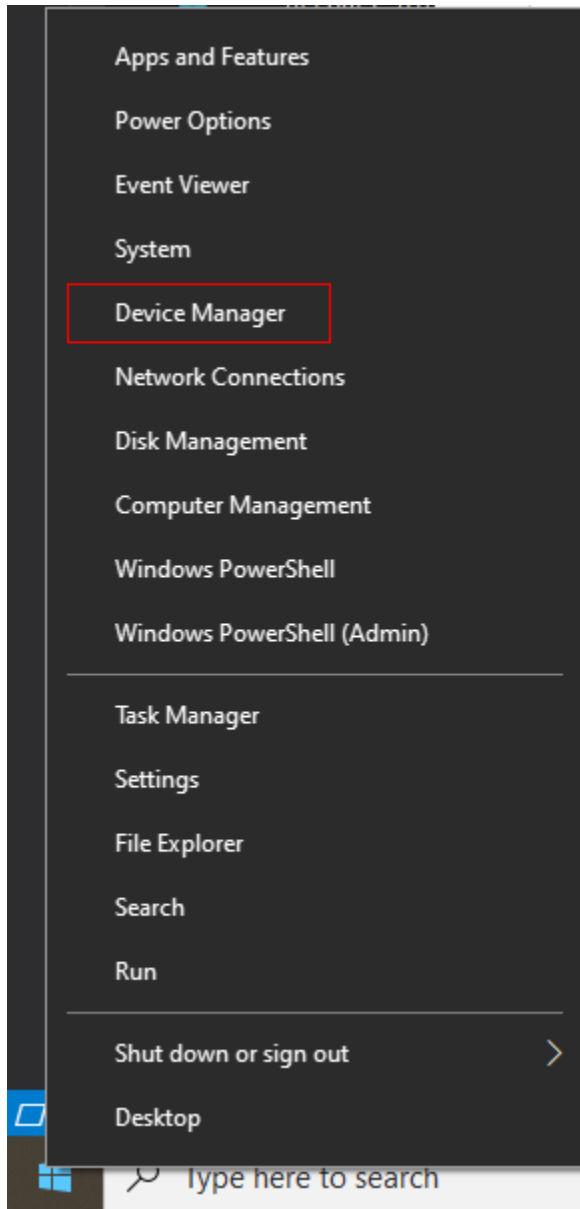 Apps and Features
Power Options
Event Viewer
System
Device Manager
Network Connections
Disk Management
Computer Management
Windows PowerShell
Windows PowerShell (Admin)
Task Manager
Settings
File Explorer
Search
Run
Shut down or sign out
Desktop
Type here to search